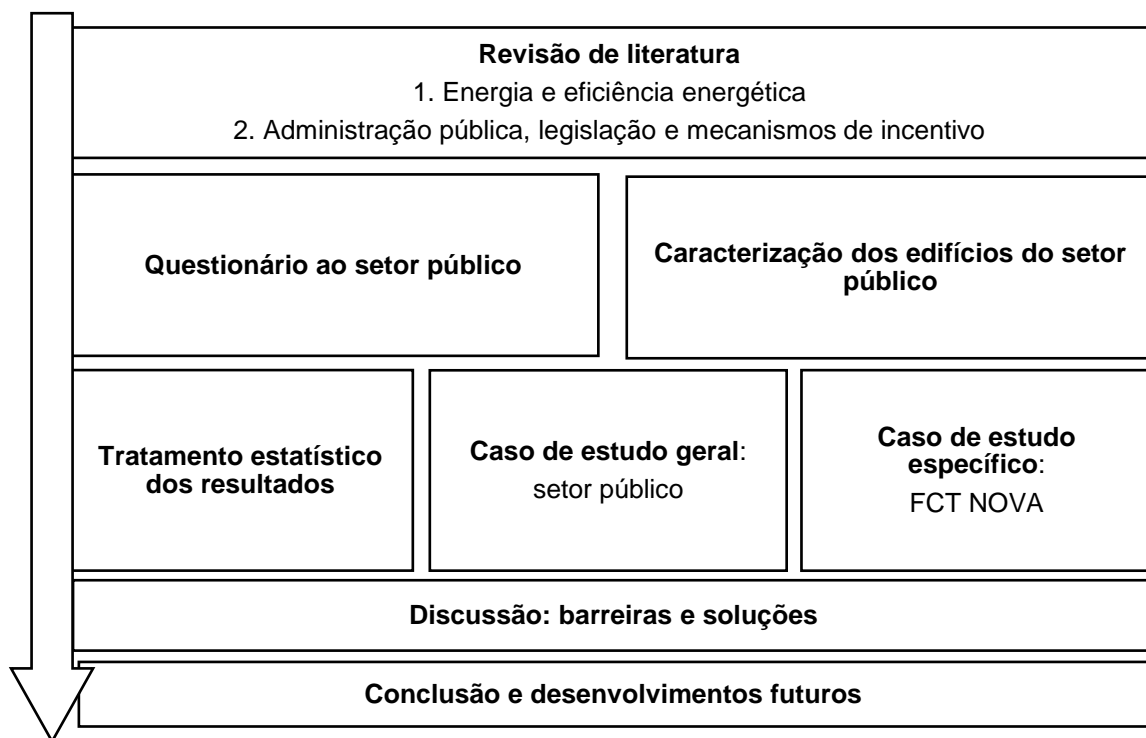 Revisão de literatura
1. Energia e eficiência energética
2. Administração pública, legislação e mecanismos de incentivo
Questionário ao setor público
Caracterização dos edifícios do setor
público
Tratamento estatístico
dos resultados
Caso de estudo geral:
setor público
Caso de estudo
específico:
FCT NOVA
Discussão: barreiras e soluções
Conclusão e desenvolvimentos futuros